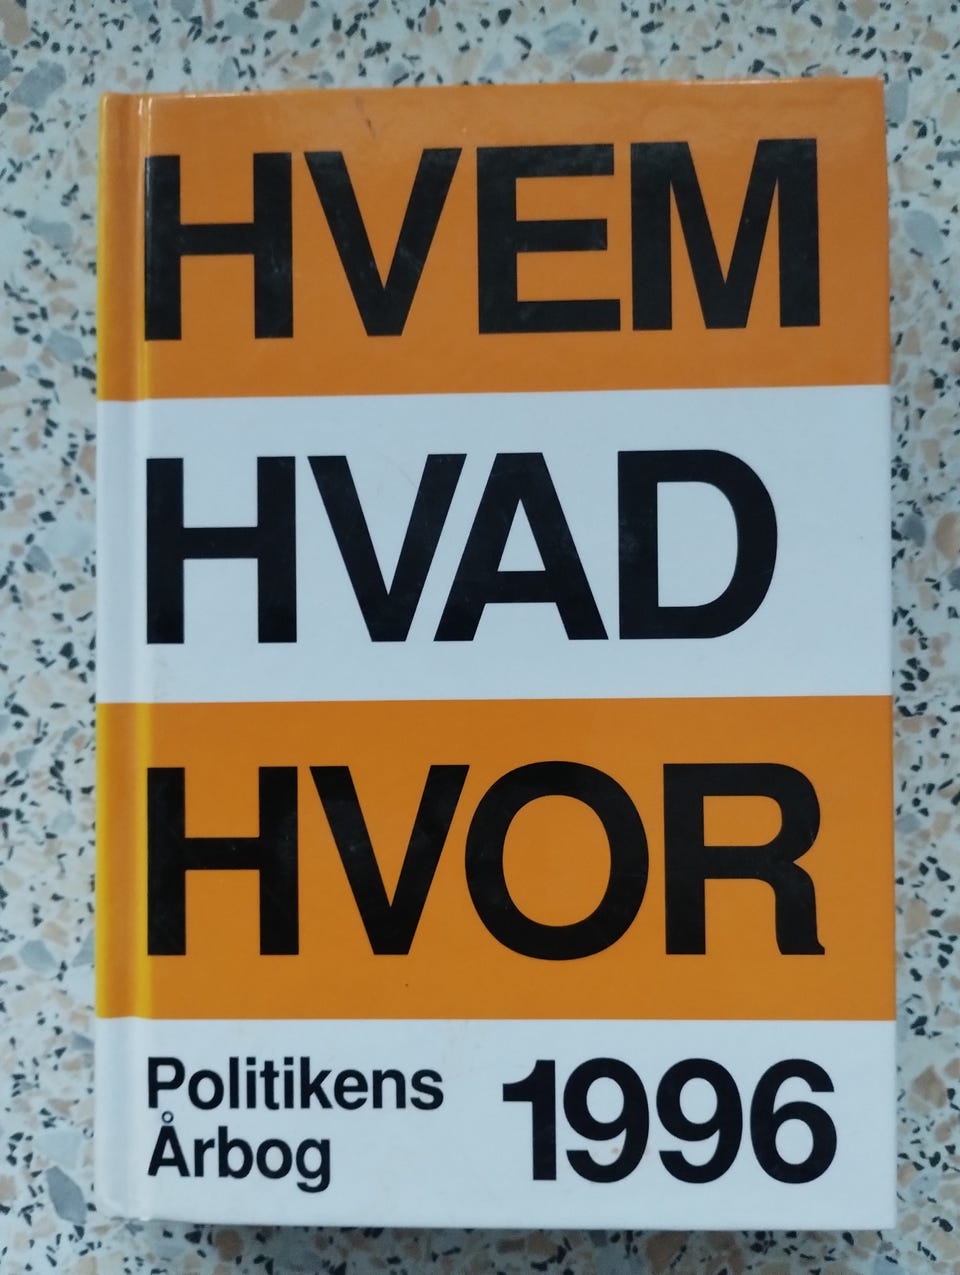 HVEM
HVAD
HVOR
Politikens
Årbog
1996